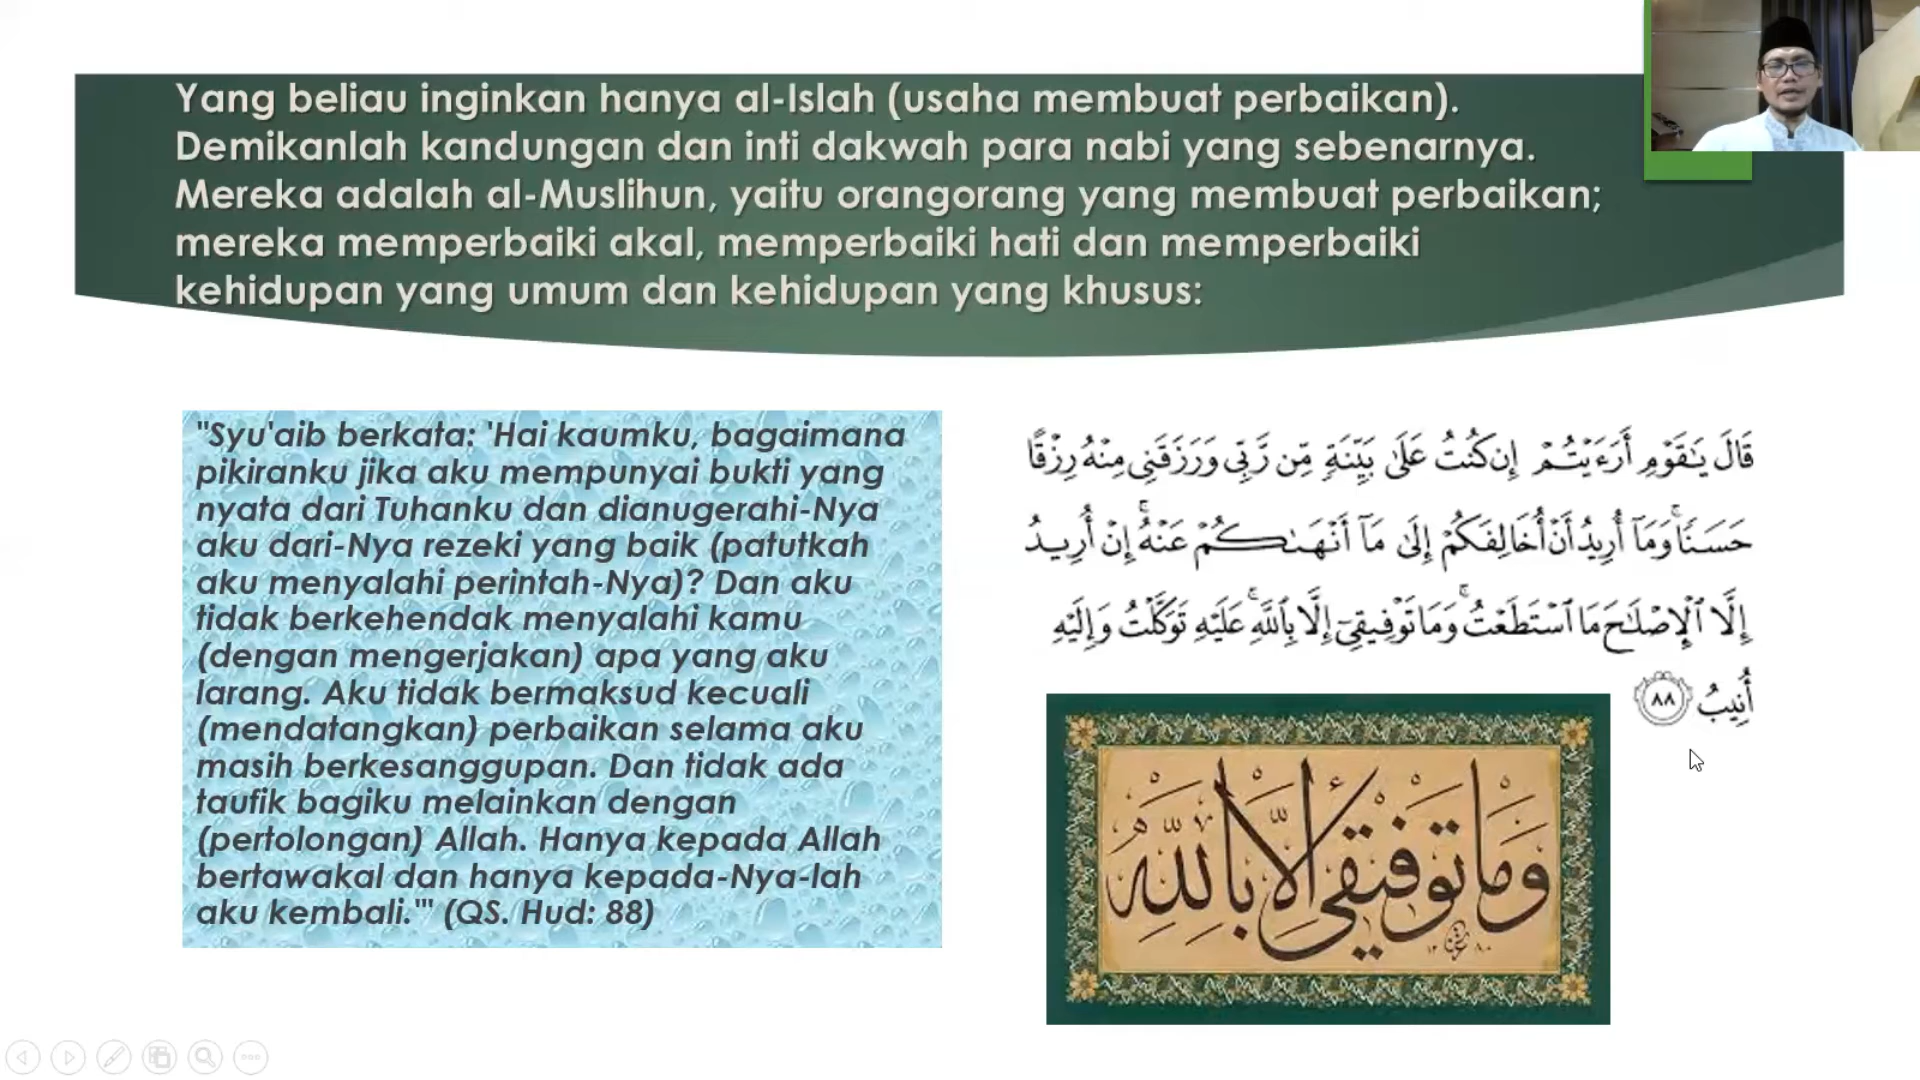 Yang beliau inginkan hanya al-Islah (usaha membuat perbaikan).
Demikanlah kandungan dan inti dakwah para nabi yang sebenarnya.
Mereka adalah al-Muslihun, yaitu orangorang yang membuat perbaikan;
mereka memperbaiki akal, memperbaiki hati dan memperbaiki
kehidupan yang umum dan kehidupan yang khusus:
"Syu'aib berkata: 'Hai kaumku, bagaimana
pikiranku jika aku mempunyai bukti yang
nyata dari Tuhanku dan dianugerahi-Nya
aku dari-Nya rezeki yang baik (patutkah
aku menyalahi perintah-Nya)? Dan aku
tidak berkehendak menyalahi kamu
(dengan mengerjakan) apa yang aku
larang. Aku tidak bermaksud kecuali
(mendatangkan) perbaikan selama aku
masih berkesanggupan. Dan tidak ada
taufik bagiku melainkan dengan
(pertolongan) Allah. Hanya kepada Allah
bertawakal dan hanya kepada-Nya-lah
aku kembali.'" (QS. Hud: 88)
قَالَ يَٰقَوْمِ أَرَءَيْتُمْ إِن كُنتُ عَلَىٰ بَيِّنَةٍ مِّن رَّبِّى وَرَزَقَنِى مِنْهُ رِزْقًا
حَسَنًا ۚ وَمَآ أُرِيدُ أَنْ أُخَالِفَكُمْ إِلَىٰ مَآ أَنْهَىٰكُمْ عَنْهُ ۚ إِنْ أُرِيدُ
إِلَّا ٱلْإِصْلَٰحَ مَا ٱسْتَطَعْتُ ۚ وَمَا تَوْفِيقِىٓ إِلَّا بِٱللَّهِ ۚ عَلَيْهِ تَوَكَّلْتُ وَإِلَيْهِ
أُنِيبُ ٨٨
وَمَا تَوْفِيقِى إِلَّا بِاللَّهِ